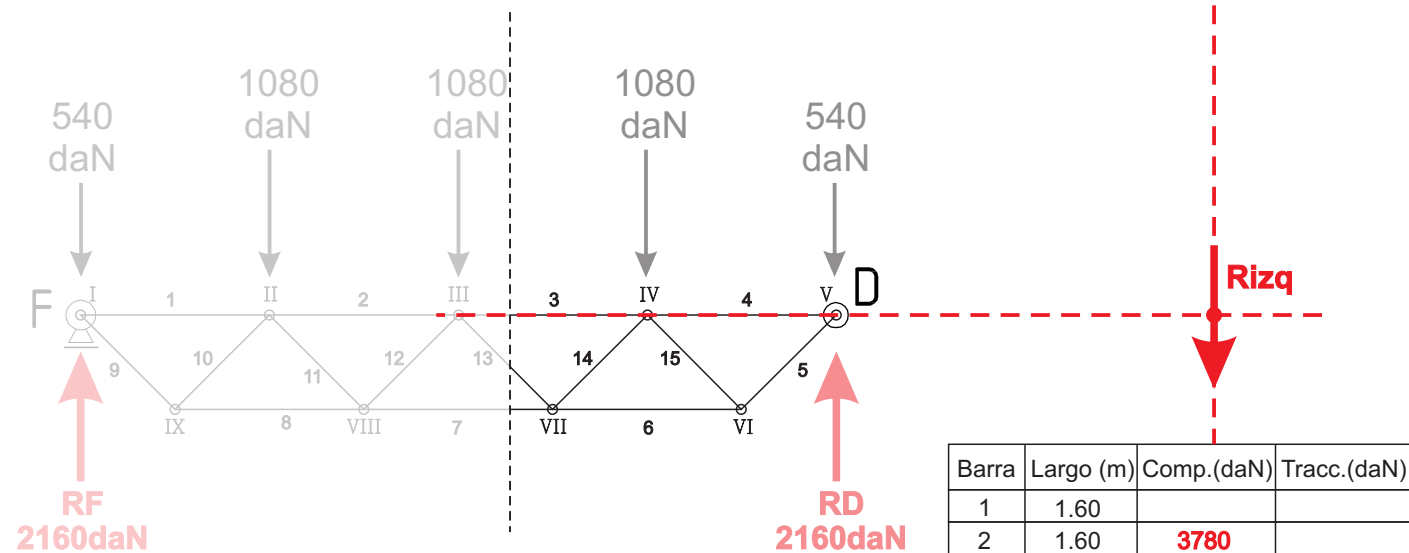 540
daN
1080
daN
1080
daN
1080
daN
540
daN
F
I
1
II
2
III
3
IV
4
V
D
Rizq
9
10
11
12
13
14
15
5
IX
8
VIII
7
VII
6
VI
RF
2160daN
RD
2160daN
Barra Largo (m) Comp.(daN) Tracc.(daN)
1 1.60
2 1.60 3780